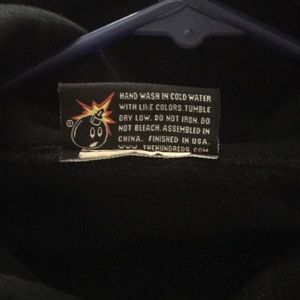 HAND WASH IN COLD WATER
WITH LIKE COLORS. TUMBLE
DRY LOW. DO NOT IRON. DO
NOT BLEACH. ASSEMBLED IN
CHINA. FINISHED IN USA.
WWW. THEHUNDREDS. COM